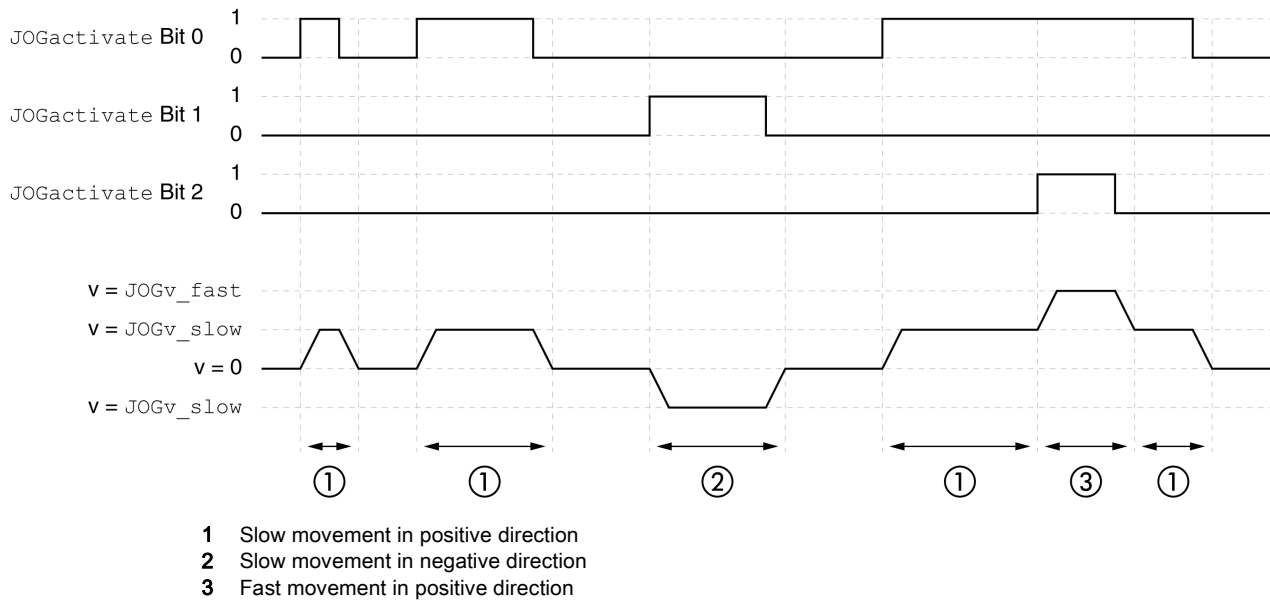 1
JOGactivate Bit 0
0
1
JOGactivate Bit 1
0
1
JOGactivate Bit 2
0
v = JOGv_fast
v = JOGv_slow
v = 0
v = JOGv_slow
1 1 2 1 3 1
1 Slow movement in positive direction
2 Slow movement in negative direction
3 Fast movement in positive direction